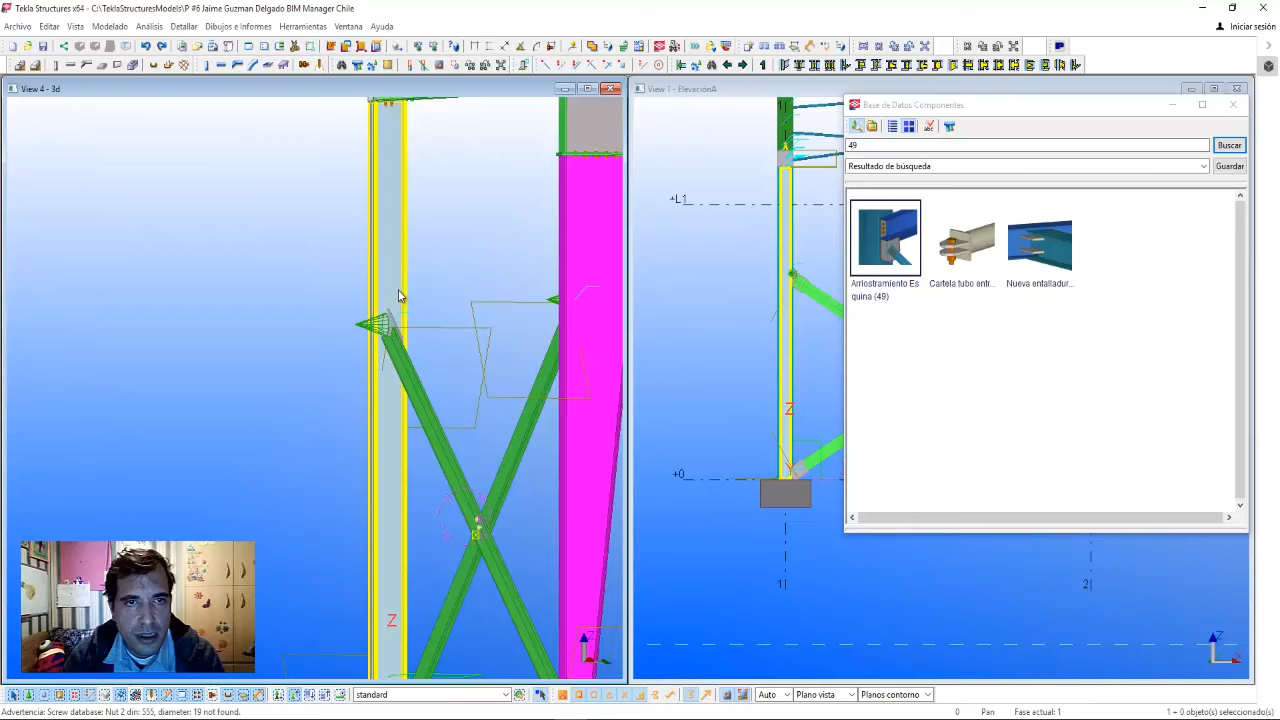 Tekla Structures x64 - C:\TeklaStructuresModels\P #6 Jaime Guzman Delgado BIM Manager Chile
Archivo Editar Vista Modelado Análisis Detallar Dibujos e Informes Herramientas Ventana Ayuda
Iniciar sesión
View 4 - 3d
View 1 - ElevaciónA
Base de Datos Componentes
49
Buscar
Resultado de búsqueda
Guardar
Arriostramiento Es
quina (49)
Cartela tubo entr...
Nueva entalladur...
+L1
+0
Z
Z
1
2
Z
standard
Auto
Plano vista
Planos contorno
Advertencia: Screw database: Nut 2 din: 555, diameter: 19 not found.
0
Pan
Fase actual: 1
1 + 0 objeto(s) seleccionado(s)